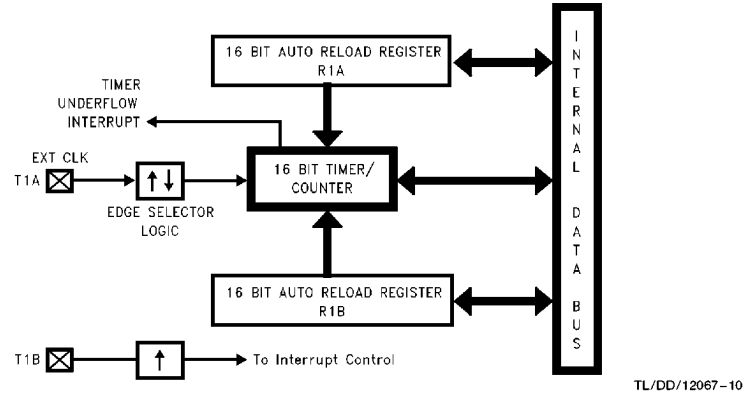 16 BIT AUTO RELOAD REGISTER
R1A
TIMER
UNDERFLOW
INTERRUPT
EXT CLK
T1A
EDGE SELECTOR
LOGIC
16 BIT TIMER/
COUNTER
16 BIT AUTO RELOAD REGISTER
R1B
T1B
To Interrupt Control
INTERNAL DATA BUS
TL/DD/12067-10